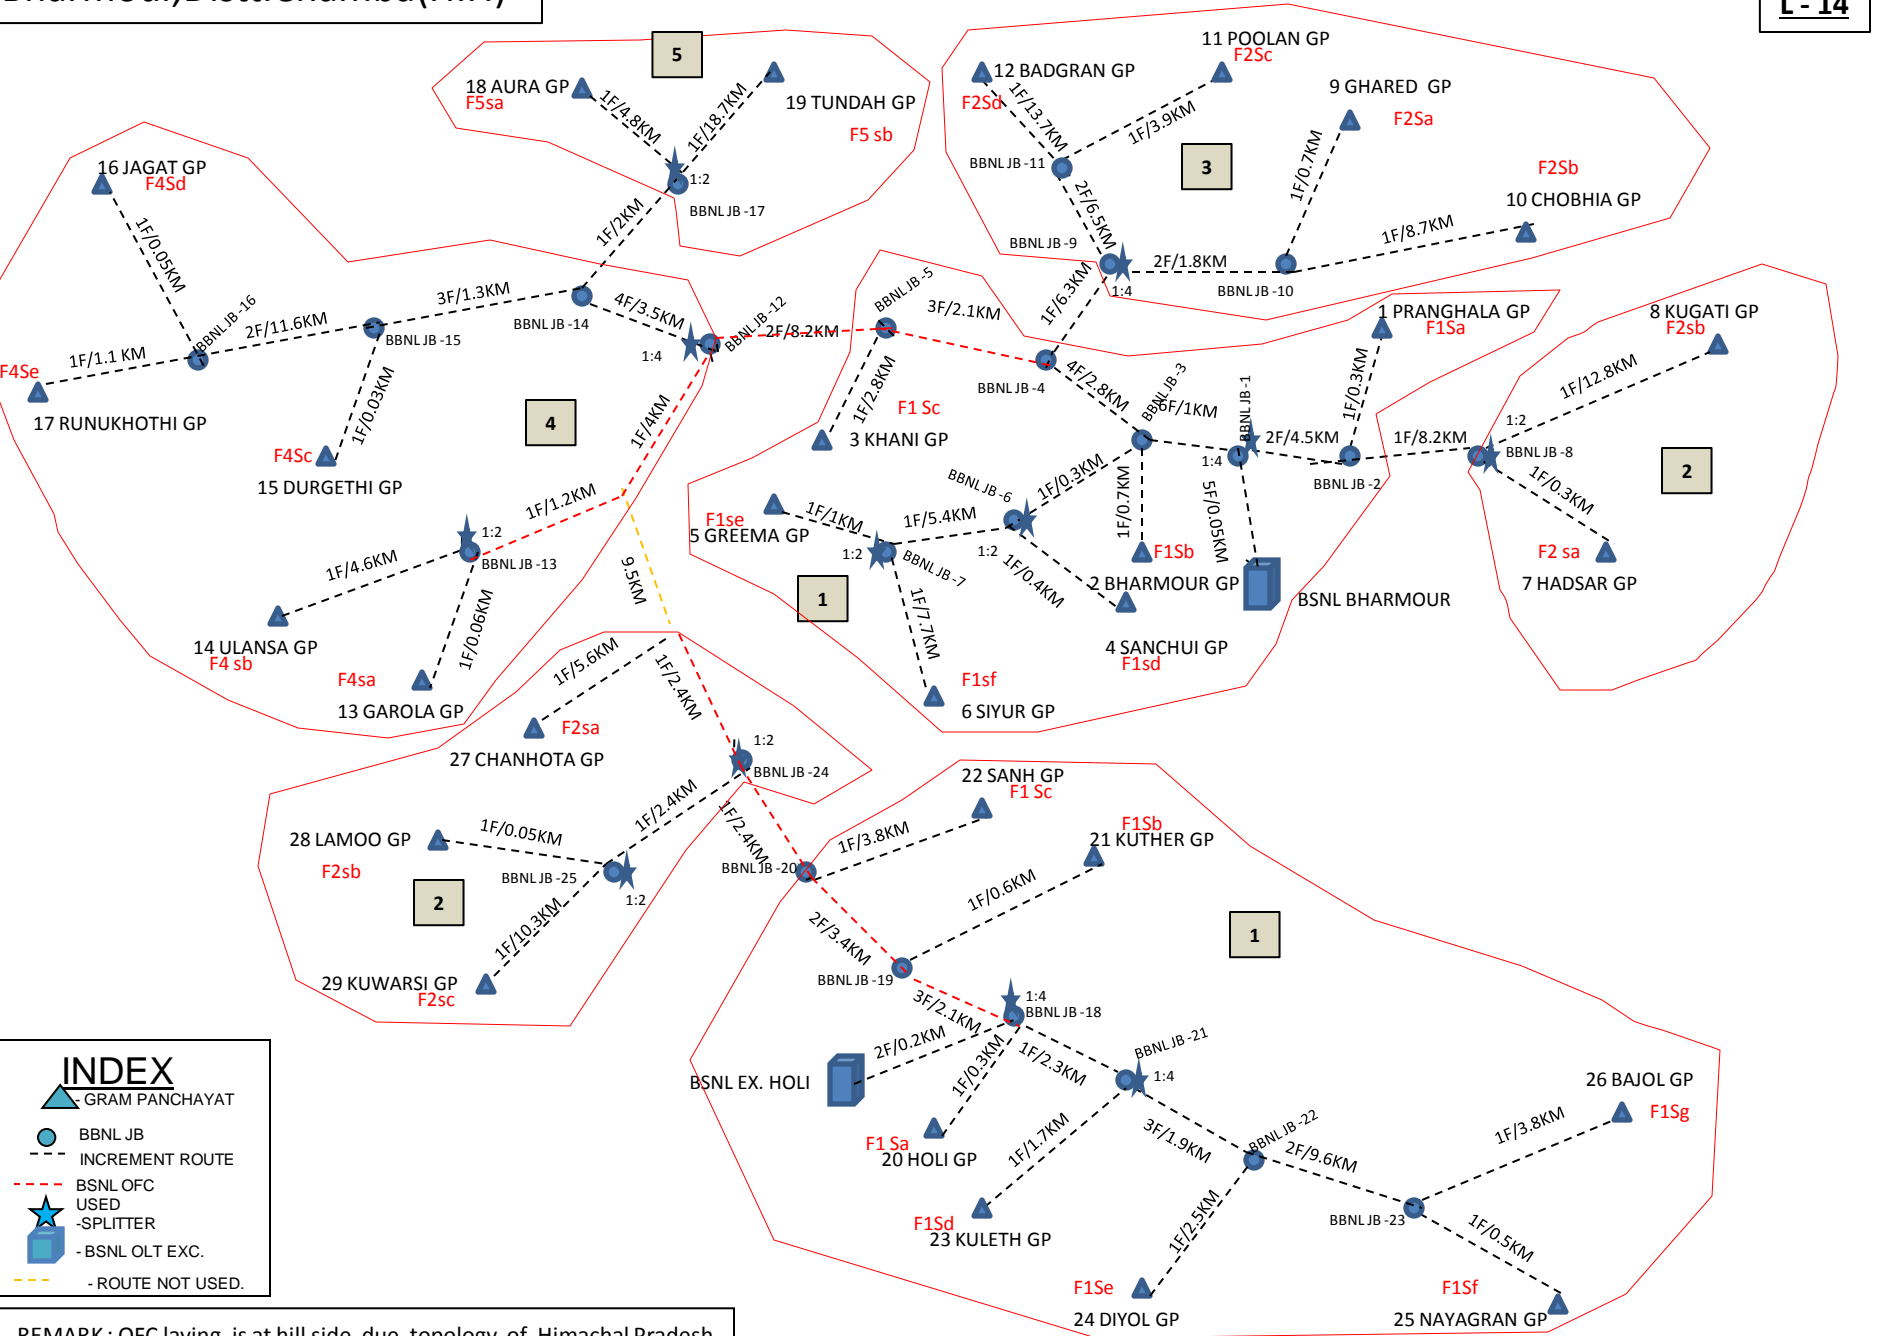 L - 14
5
18 AURA GP
F5sa
1F/4.8KM
1F/18.7KM
19 TUNDAH GP
F5 sb
1:2
BBNL JB -17
1F/2KM
11 POOLAN GP
F2Sc
12 BADGRAN GP
F2Sd
1F/13.7KM
1F/3.9KM
9 GHARED GP
F2Sa
BBNL JB -11
3
1F/0.7KM
F2Sb
10 CHOBHIA GP
2F/6.5KM
1F/8.7KM
BBNL JB -9
2F/1.8KM
1:4
BBNL JB -10
1F/6.3KM
16 JAGAT GP
F4Sd
1F/0.05KM
BBNL JB -16
3F/1.3KM
2F/11.6KM
BBNL JB -14
BBNL JB -15
4F/3.5KM
1:4
BBNL JB -12
1F/1.1 KM
F4Se
17 RUNUKHOTHI GP
1F/0.03KM
F4Sc
15 DURGETHI GP
4
1F/4KM
1F/1.2KM
1:2
BBNL JB -13
1F/4.6KM
1F/0.06KM
14 ULANSA GP
F4 sb
F4sa
13 GAROLA GP
9.5KM
2F/8.2KM
BBNL JB -5
3F/2.1KM
BBNL JB -4
1F/2.8KM
F1 Sc
3 KHANI GP
4F/2.8KM
BBNL JB -3
6F/1KM
BBNL JB -1
1:4
2F/4.5KM
1 PRANGHALA GP
F1Sa
1F/0.3KM
BBNL JB -2
1F/8.2KM
8 KUGATI GP
F2sb
1F/12.8KM
1:2
BBNL JB -8
2
1F/0.3KM
F2 sa
7 HADSAR GP
BBNL JB -6
1F/0.3KM
1F/0.7KM
5F/0.05KM
F1se
5 GREEMA GP
1F/1KM
1F/5.4KM
1:2
BBNL JB -7
1:2
1F/0.4KM
F1Sb
2 BHARMOUR GP
BSNL BHARMOUR
1
1F/7.7KM
4 SANCHUI GP
F1sd
F1sf
6 SIYUR GP
1F/5.6KM
1F/2.4KM
F2sa
27 CHANHOTA GP
1:2
BBNL JB -24
1F/2.4KM
1F/2.4KM
28 LAMOO GP
1F/0.05KM
F2sb
BBNL JB -25
1:2
2
1F/10.3KM
29 KUWARSI GP
F2sc
22 SANH GP
F1 Sc
1F/3.8KM
BBNL JB -20
F1Sb
21 KUTHER GP
1F/0.6KM
2F/3.4KM
BBNL JB -19
1
3F/2.1KM
1:4
BBNL JB -18
2F/0.2KM
BSNL EX. HOLI
1F/0.3KM
1F/2.3KM
BBNL JB -21
1:4
F1 Sa
20 HOLI GP
1F/1.7KM
3F/1.9KM
BBNL JB -22
2F/9.6KM
F1Sd
23 KULETH GP
1F/2.5KM
BBNL JB -23
1F/3.8KM
26 BAJOL GP
F1Sg
1F/0.5KM
F1Se
24 DIYOL GP
F1Sf
25 NAYAGRAN GP
INDEX
- GRAM PANCHAYAT
BBNL JB
INCREMENT ROUTE
BSNL OFC
USED
-SPLITTER
- BSNL OLT EXC.
- ROUTE NOT USED.
REMARK : OFC laying is at hill side due topology of Himachal Pradesh